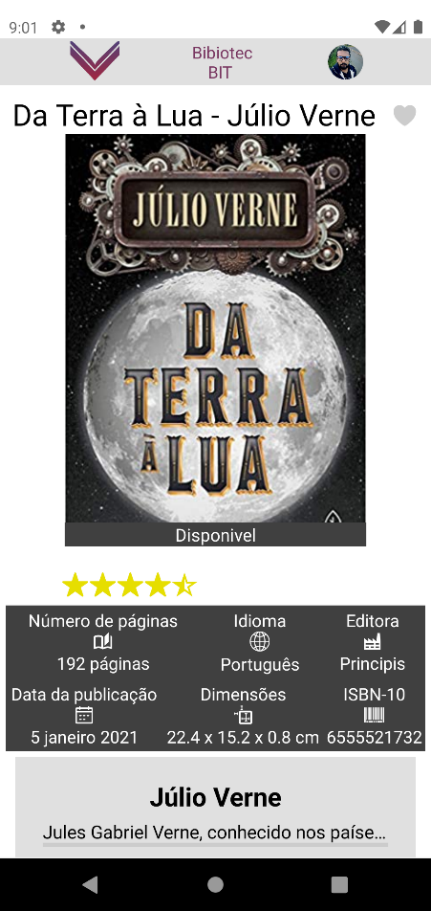 9:01
Bibiotec
BIT
Da Terra à Lua - Júlio Verne
JÚLIO VERNE
DA
TERRA
À LUA
Disponivel
Número de páginas Idioma Editora
192 páginas Português Principis
Data da publicação Dimensões ISBN-10
5 janeiro 2021 22.4 x 15.2 x 0.8 cm 6555521732
Júlio Verne
Jules Gabriel Verne, conhecido nos paíse...